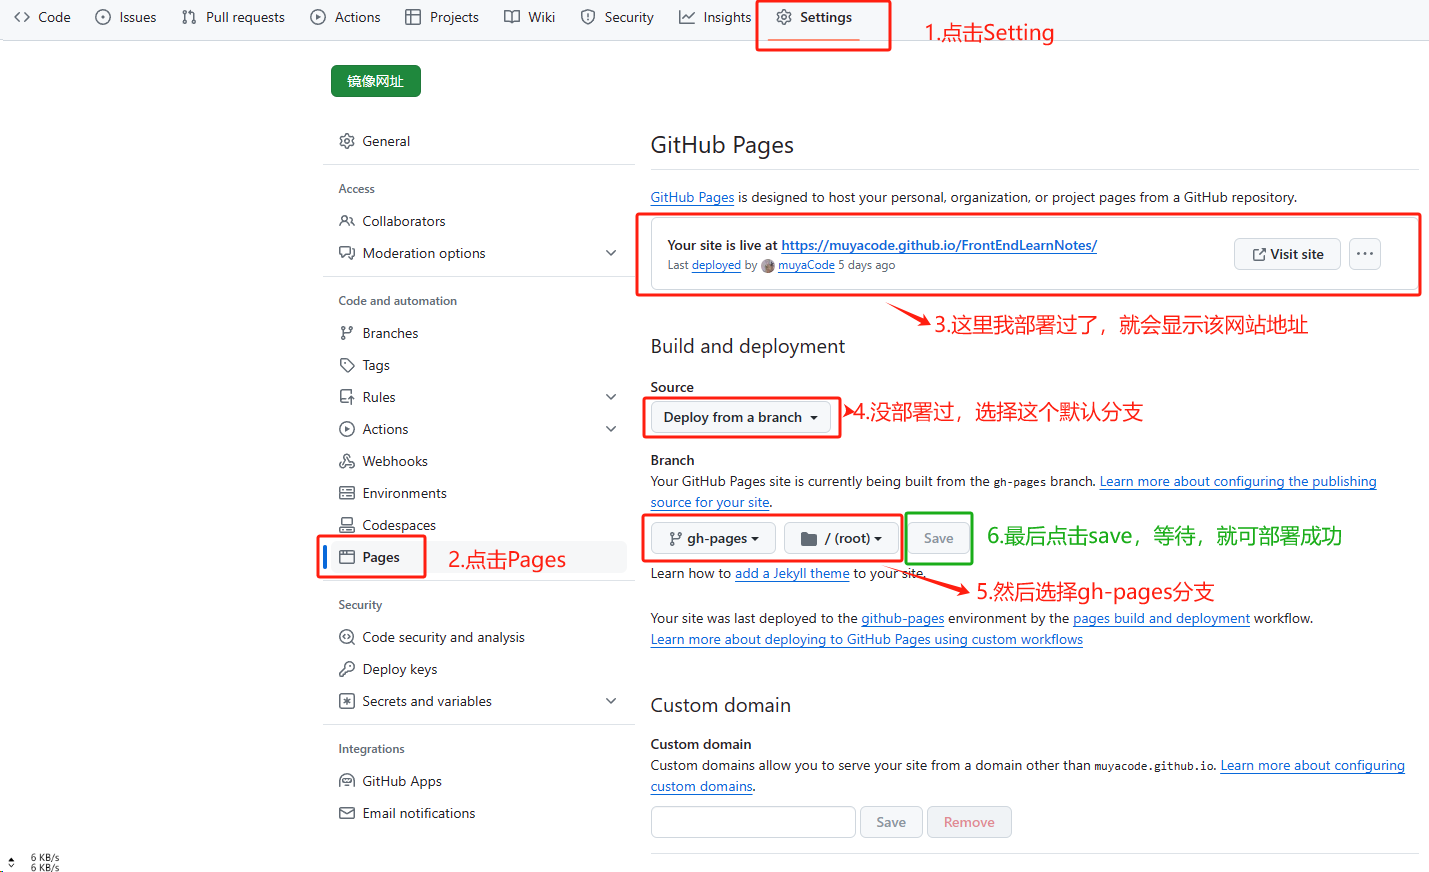 Code Issues Pull requests Actions Projects Wiki Security Insights Settings
1.点击Setting
镜像网址
General
Access
Collaborators
Moderation options
Code and automation
Branches
Tags
Rules
Actions
Webhooks
Environments
Codespaces
Pages
2.点击Pages
Security
Code security and analysis
Deploy keys
Secrets and variables
Integrations
GitHub Apps
Email notifications
GitHub Pages
GitHub Pages is designed to host your personal, organization, or project pages from a GitHub repository.
Your site is live at https://muyacode.github.io/FrontEndLearnNotes/
Last deployed by muyaCode 5 days ago
Visit site
3.这里我部署过了，就会显示该网站地址
Build and deployment
Source
Deploy from a branch
4.没部署过，选择这个默认分支
Branch
Your GitHub Pages site is currently being built from the gh-pages branch. Learn more about configuring the publishing
source for your site.
gh-pages / (root) Save
6.最后点击save，等待，就可部署成功
Learn how to add a Jekyll theme to your site.
5.然后选择gh-pages分支
Your site was last deployed to the github-pages environment by the pages build and deployment workflow.
Learn more about deploying to GitHub Pages using custom workflows
Custom domain
Custom domain
Custom domains allow you to serve your site from a domain other than muyacode.github.io. Learn more about configuring
custom domains.
Save Remove
6 KB/s
6 KB/s